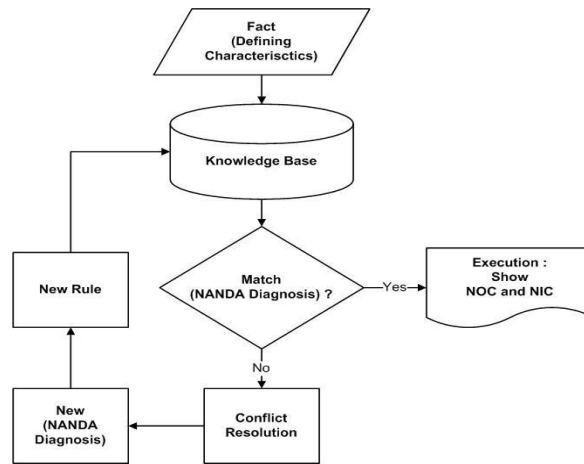 Fact
(Defining
Characterisctics)
Knowledge Base
Match
(NANDA Diagnosis) ?
Yes
Execution :
Show
NOC and NIC
No
Conflict
Resolution
New
(NANDA
Diagnosis)
New Rule